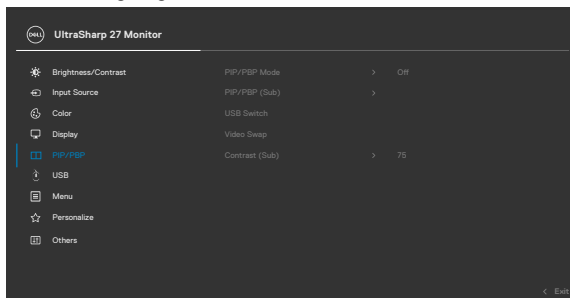 DELL UltraSharp 27 Monitor
Brightness/Contrast PIP/PBP Mode > Off
Input Source PIP/PBP (Sub) >
Color USB Switch
Display Video Swap
PIP/PBP Contrast (Sub) > 75
USB
Menu
Personalize
Others
< Exit